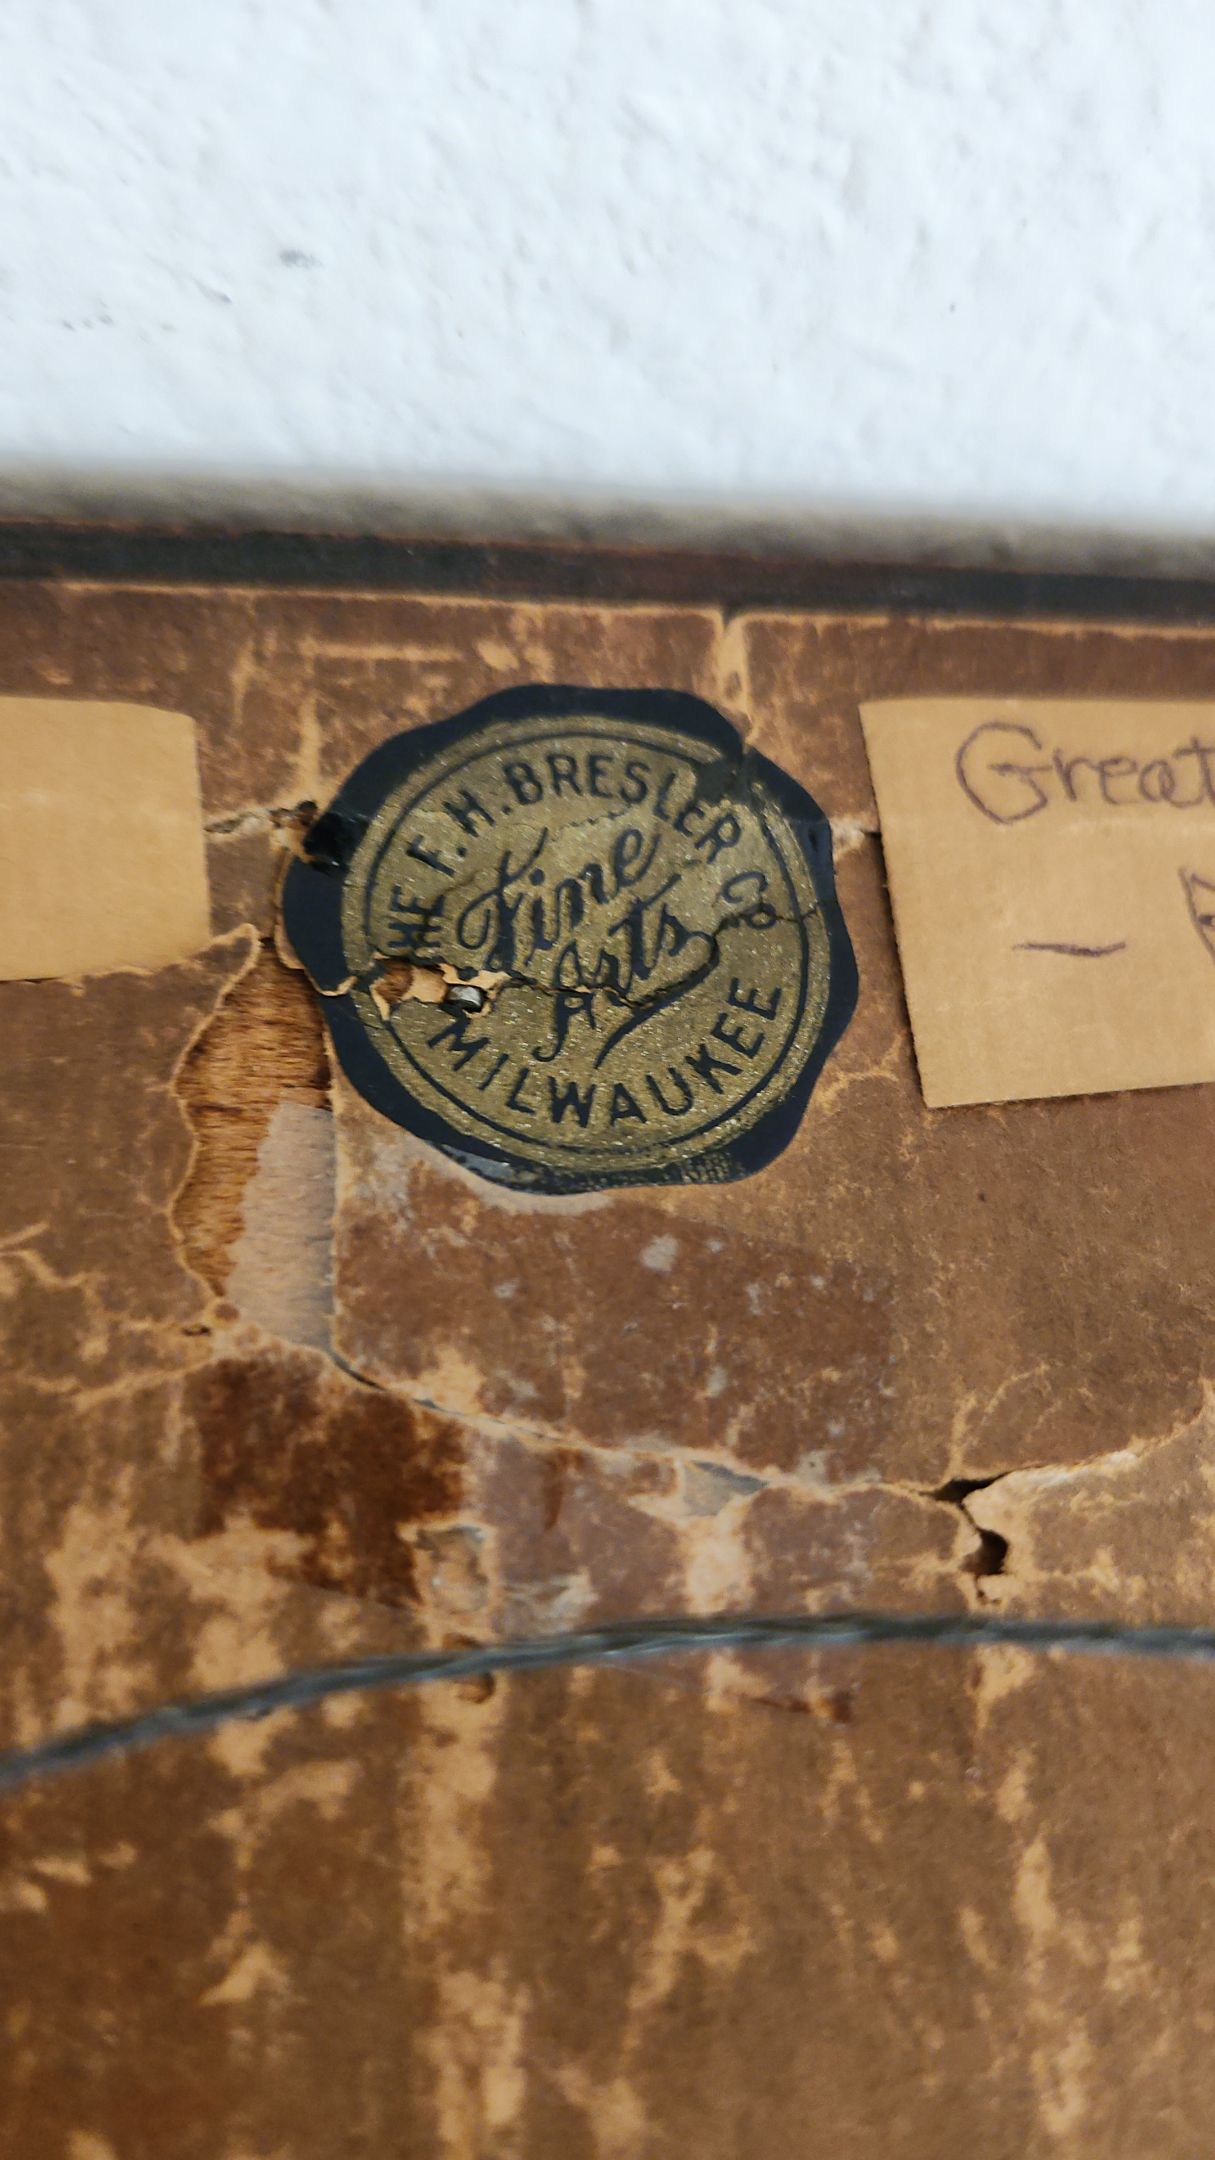 THE F.H. BRESLER CO
Fine
Arts
MILWAUKEE
Great
—